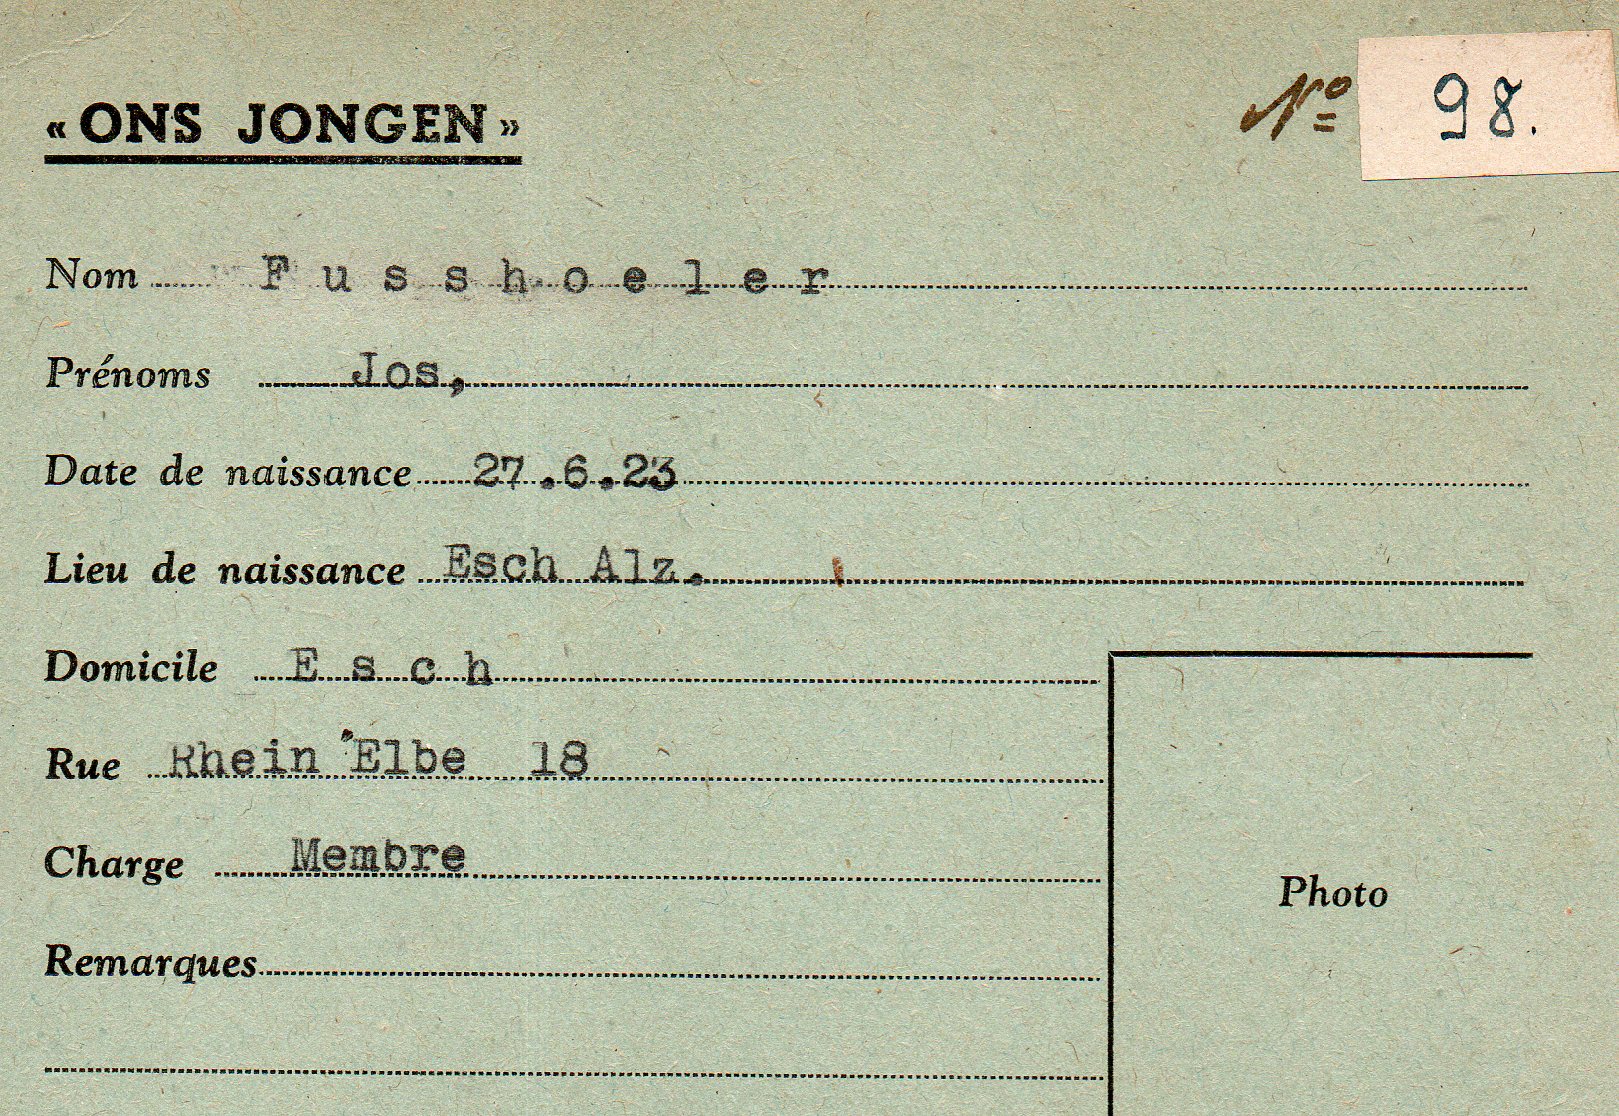 « ONS JONGEN »
Nº 98.
Nom Fusshoeler
Prénoms Jos,
Date de naissance 27.6.23
Lieu de naissance Esch Alz.
Domicile Esch
Rue Rhein Elbe 18
Charge Membre
Photo
Remarques